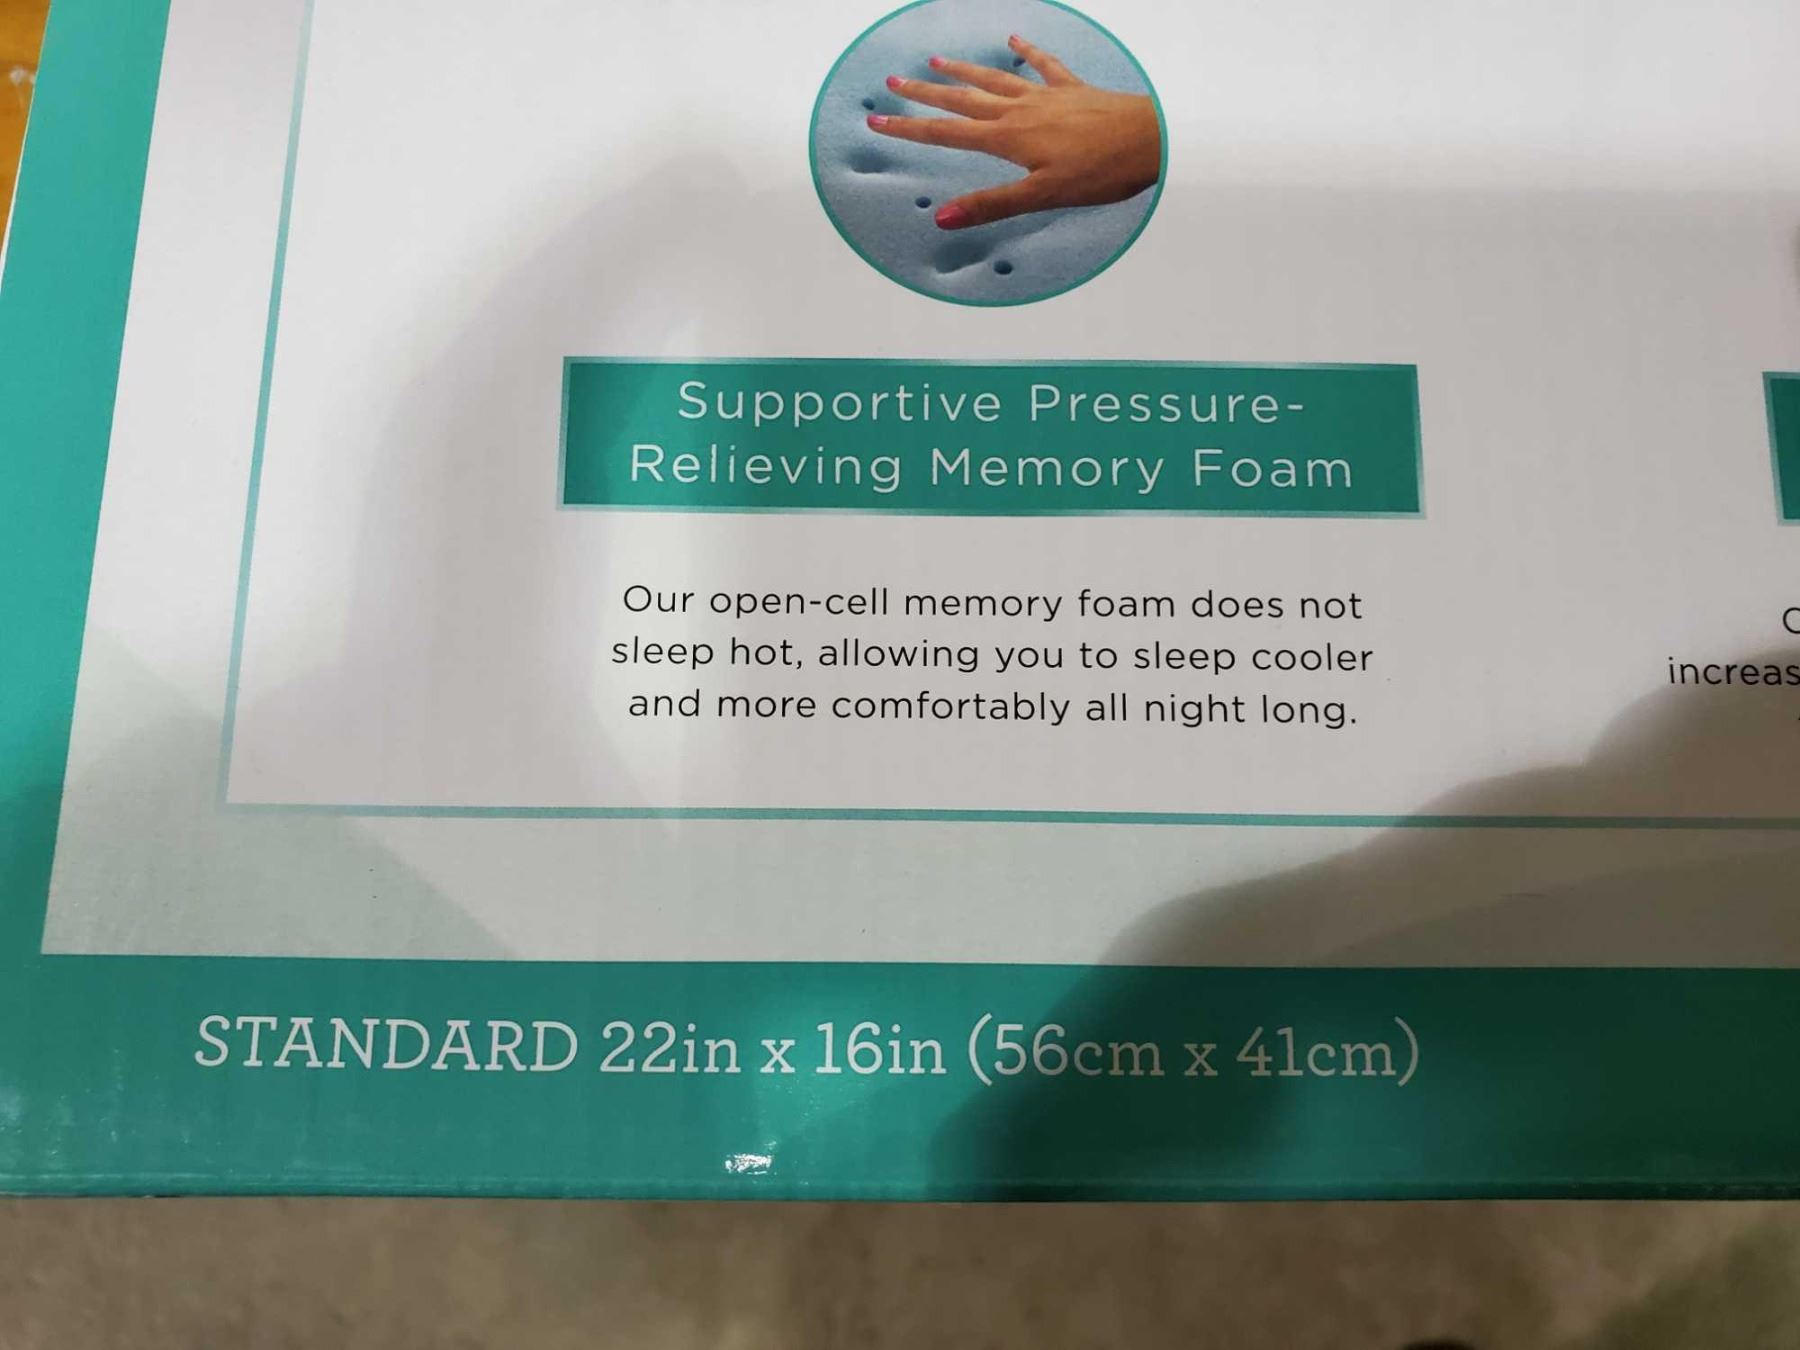 Supportive Pressure-
Relieving Memory Foam
Our open-cell memory foam does not
sleep hot, allowing you to sleep cooler
and more comfortably all night long.
increas
STANDARD 22in x 16in (56cm x 41cm)